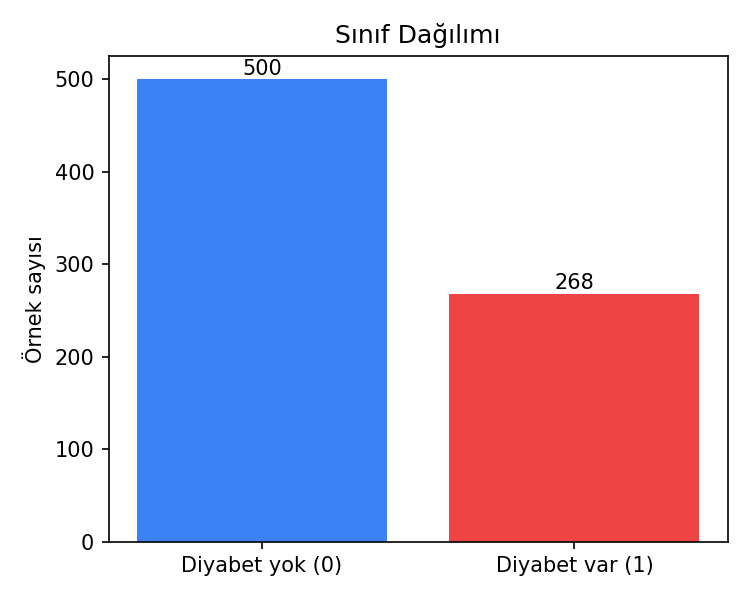 Sınıf Dağılımı
500
268
Örnek sayısı
500
400
300
200
100
0
Diyabet yok (0)
Diyabet var (1)